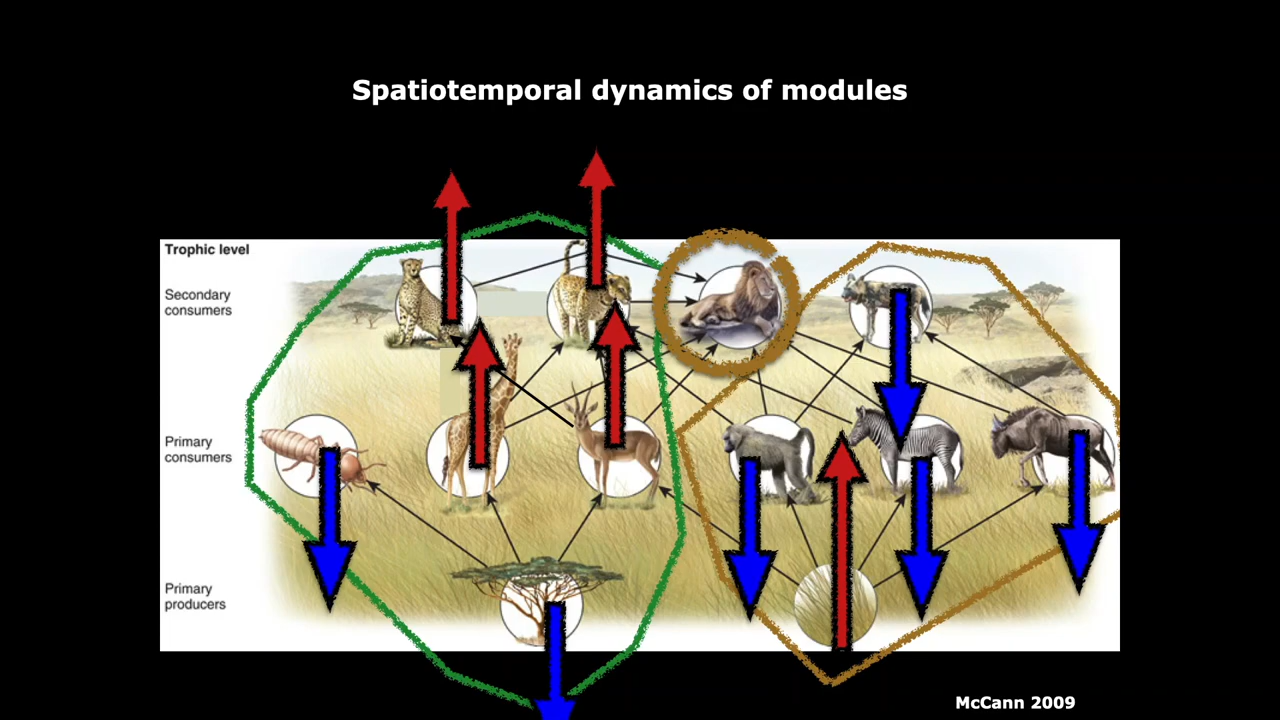 Spatiotemporal dynamics of modules
Trophic level
Secondary
consumers
Primary
consumers
Primary
producers
McCann 2009